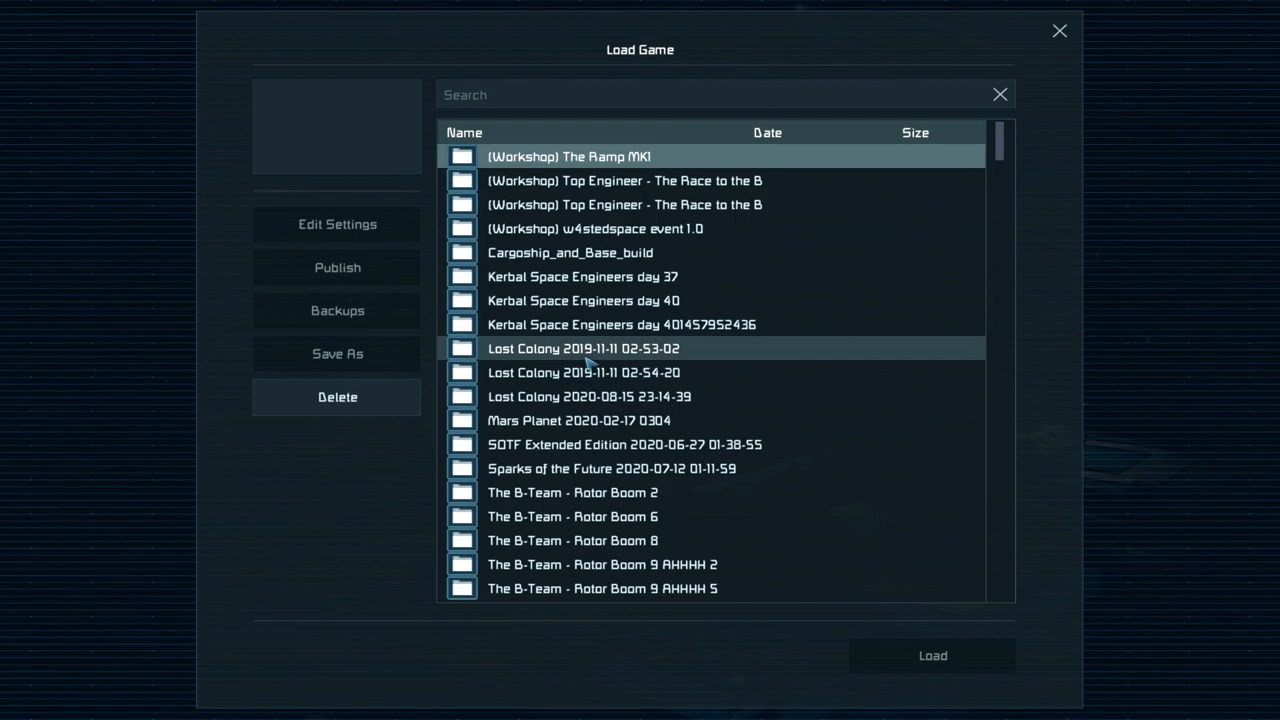 Load Game
Search
Name Date Size
(Workshop) The Ramp MK1
(Workshop) Top Engineer - The Race to the B
(Workshop) Top Engineer - The Race to the B
(Workshop) w4stedspace event 1.0
Cargoship_and_Base_build
Kerbal Space Engineers day 37
Kerbal Space Engineers day 40
Kerbal Space Engineers day 401457952436
Lost Colony 2019-11-11 02-53-02
Lost Colony 2019-11-11 02-54-20
Lost Colony 2020-08-15 23-14-39
Mars Planet 2020-02-17 0304
SOTF Extended Edition 2020-06-27 01-38-55
Sparks of the Future 2020-07-12 01-11-59
The B-Team - Rotor Boom 2
The B-Team - Rotor Boom 6
The B-Team - Rotor Boom 8
The B-Team - Rotor Boom 9 AHHHH 2
The B-Team - Rotor Boom 9 AHHHH 5
Edit Settings
Publish
Backups
Save As
Delete
Load